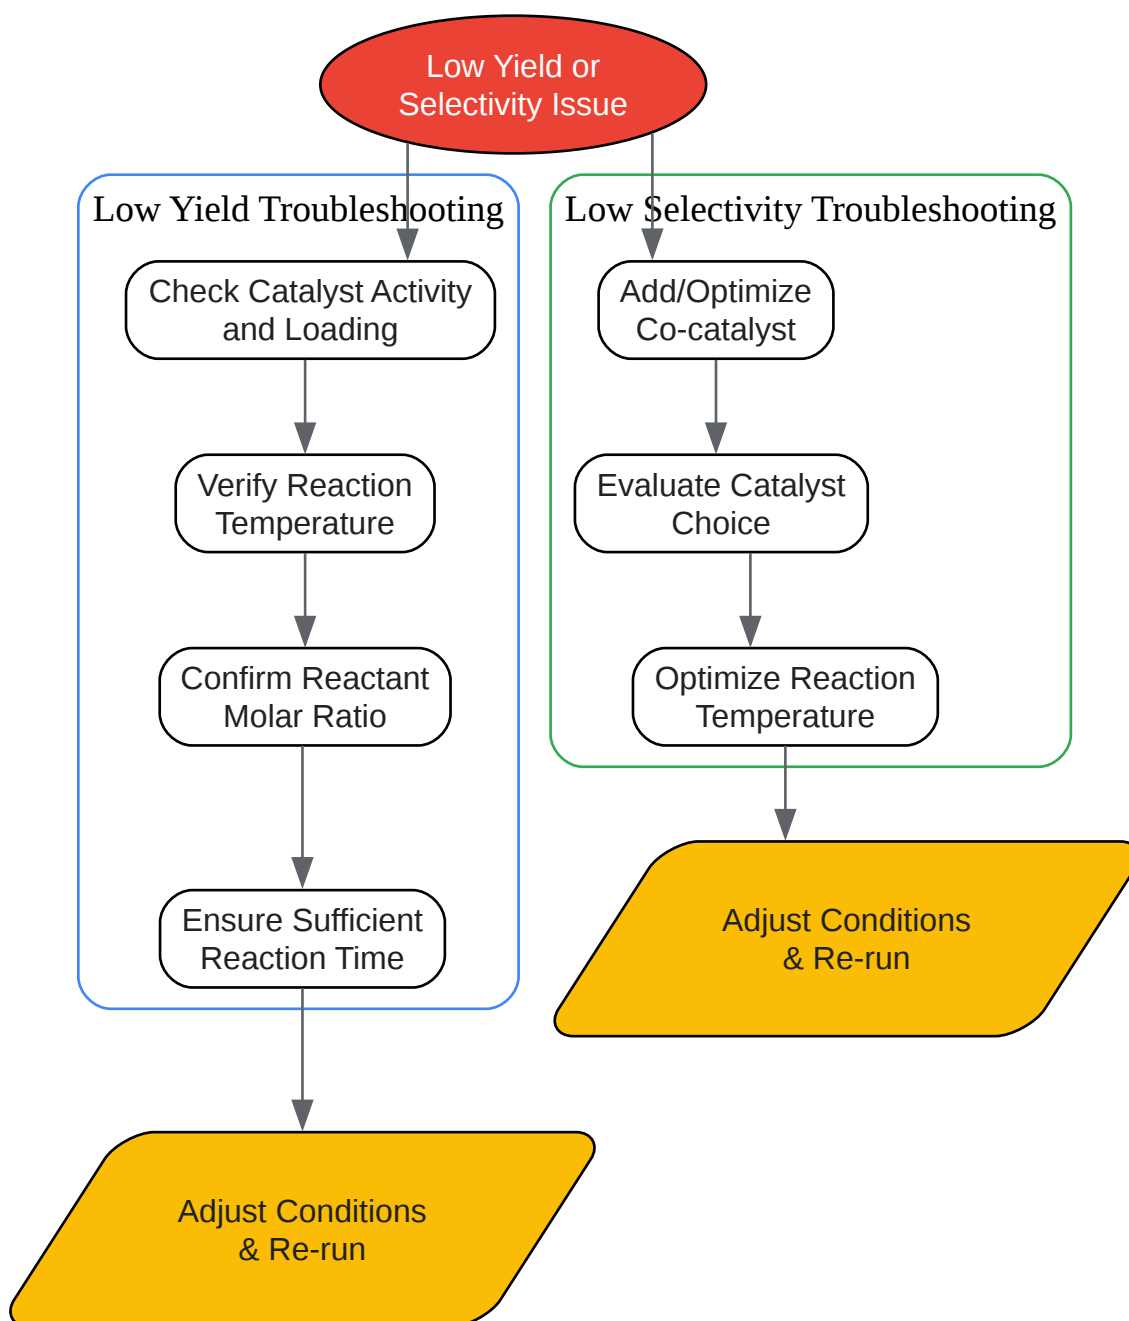 Low Yield or
Selectivity Issue
Low Yield Troubleshooting
Check Catalyst Activity
and Loading
Verify Reaction
Temperature
Confirm Reactant
Molar Ratio
Ensure Sufficient
Reaction Time
Adjust Conditions
& Re-run
Low Selectivity Troubleshooting
Add/Optimize
Co-catalyst
Evaluate Catalyst
Choice
Optimize Reaction
Temperature
Adjust Conditions
& Re-run